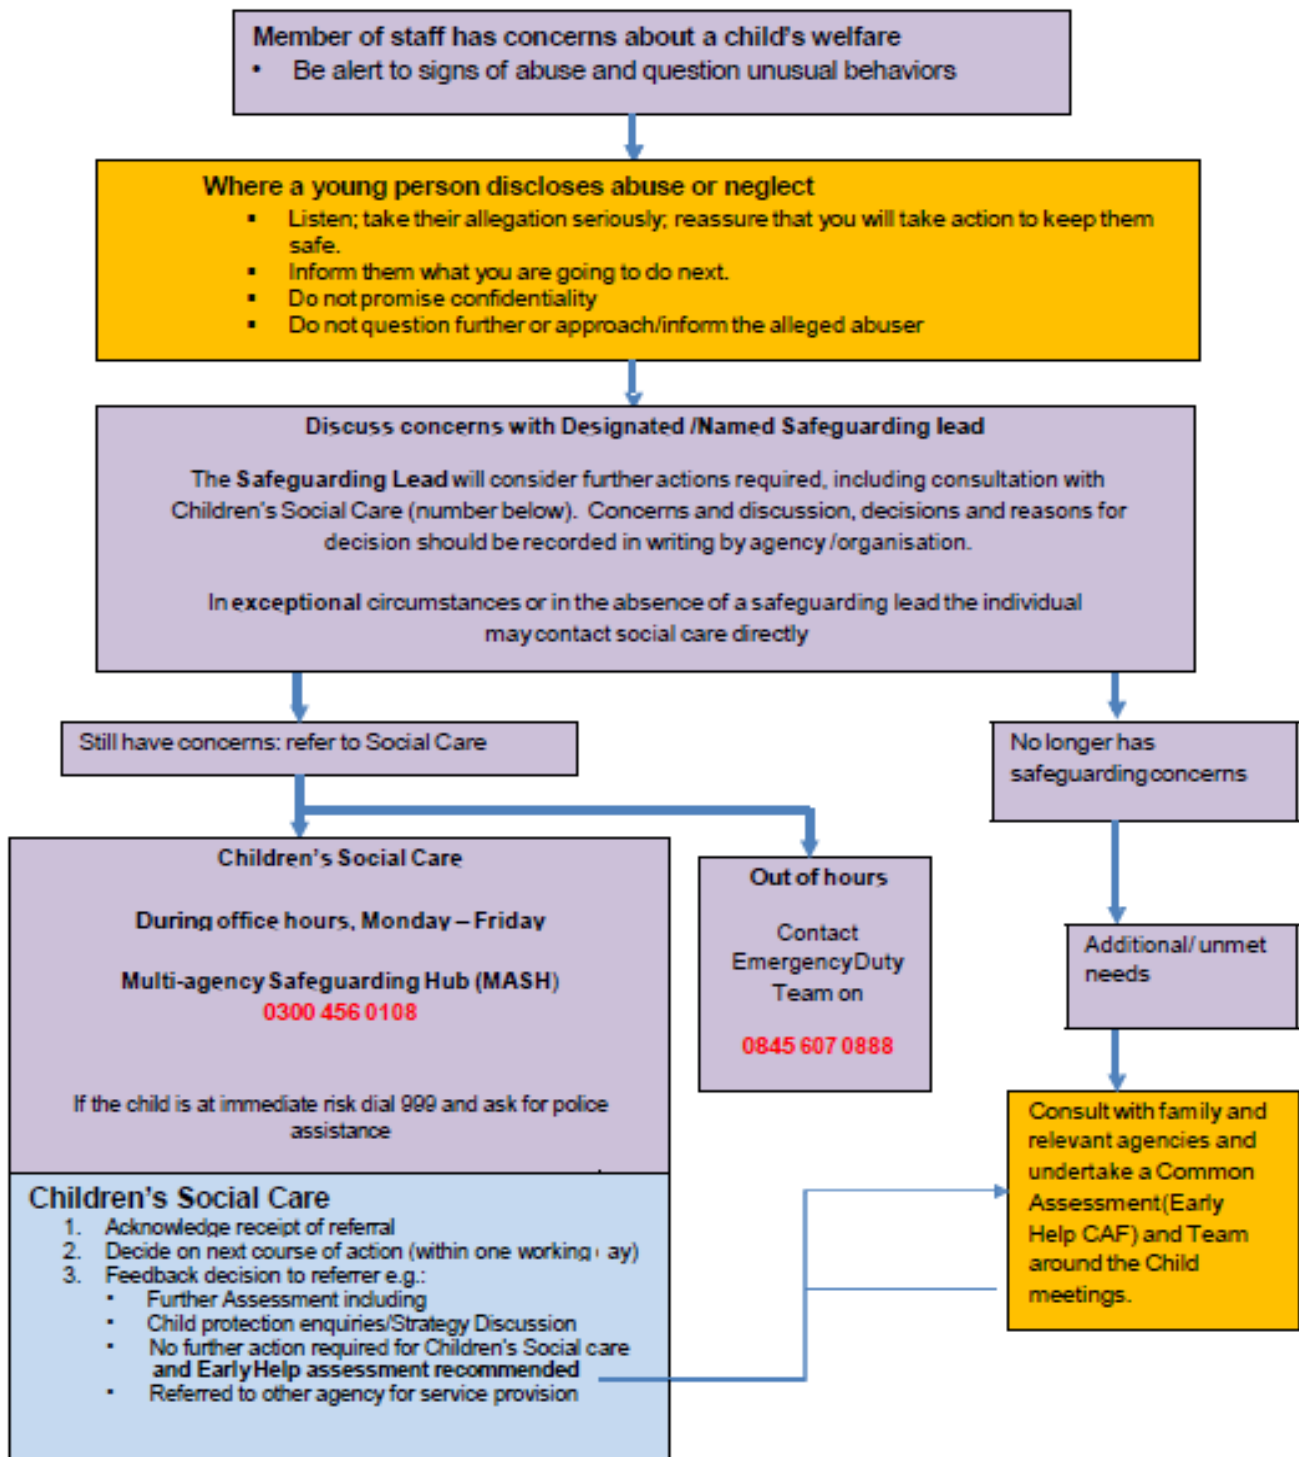 Member of staff has concerns about a child's welfare
• Be alert to signs of abuse and question unusual behaviors
Where a young person discloses abuse or neglect
▪ Listen; take their allegation seriously; reassure that you will take action to keep them
safe.
▪ Inform them what you are going to do next.
▪ Do not promise confidentiality
▪ Do not question further or approach/inform the alleged abuser
Discuss concerns with Designated /Named Safeguarding lead
The Safeguarding Lead will consider further actions required, including consultation with
Children's Social Care (number below). Concerns and discussion, decisions and reasons for
decision should be recorded in writing by agency /organisation.
In exceptional circumstances or in the absence of a safeguarding lead the individual
may contact social care directly
Still have concerns: refer to Social Care
No longer has
safeguarding concerns
Children's Social Care
During office hours, Monday – Friday
Multi-agency Safeguarding Hub (MASH)
0300 456 0108
If the child is at immediate risk dial 999 and ask for police
assistance
Out of hours
Contact
Emergency Duty
Team on
0845 607 0888
Additional/ unmet
needs
Consult with family and
relevant agencies and
undertake a Common
Assessment (Early
Help CAF) and Team
around the Child
meetings.
Children's Social Care
1. Acknowledge receipt of referral
2. Decide on next course of action (within one working ay)
3. Feedback decision to referrer e.g.:
▪ Further Assessment including
▪ Child protection enquiries/Strategy Discussion
▪ No further action required for Children's Social care
and Early Help assessment recommended
▪ Referred to other agency for service provision